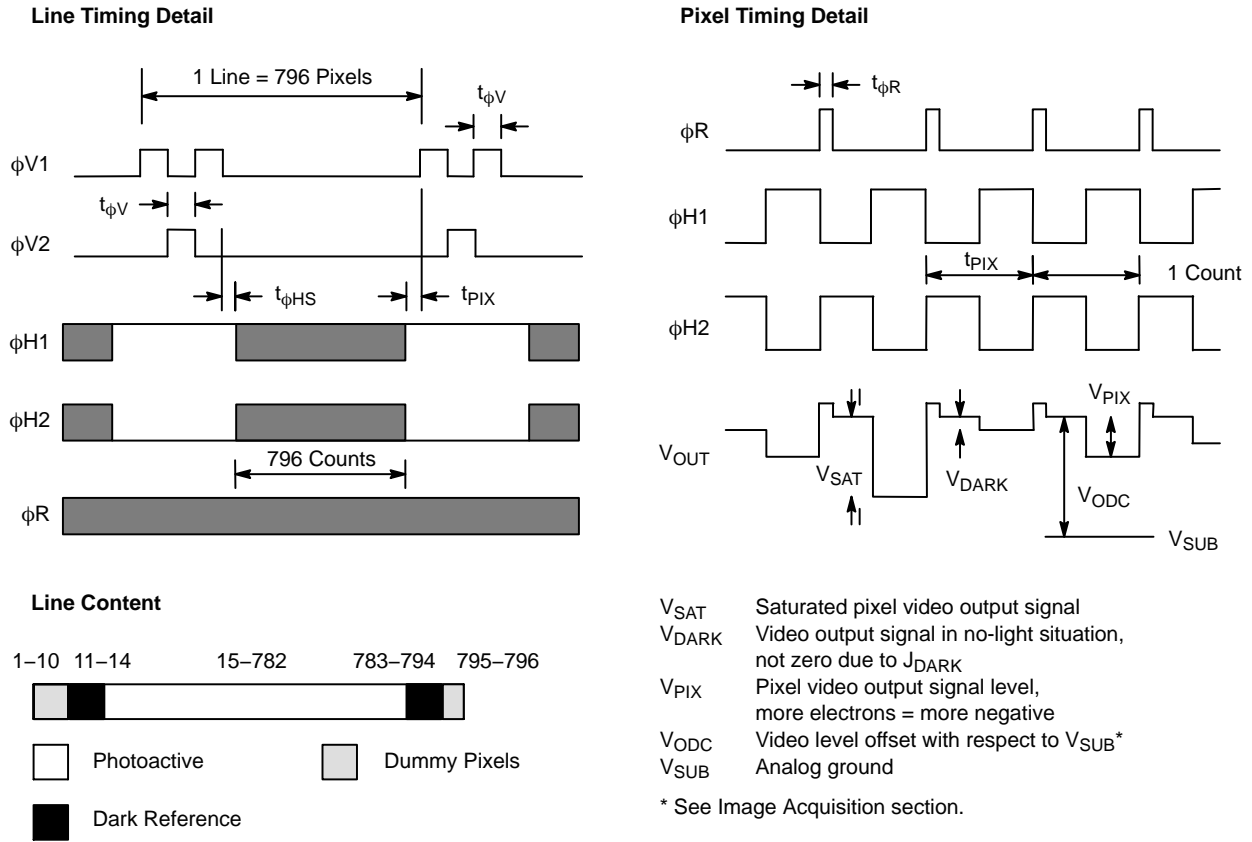 Line Timing Detail
1 Line = 796 Pixels
tϕV
ϕV1
tϕV
ϕV2
tϕHS
tPIX
ϕH1
ϕH2
796 Counts
ϕR
Line Content
1–10 11–14 15–782 783–794 795–796
Photoactive
Dummy Pixels
Dark Reference
Pixel Timing Detail
tϕR
ϕR
ϕH1
tPIX
1 Count
ϕH2
VPIX
VOUT
VSAT
VDARK
VODC
VSUB
VSAT Saturated pixel video output signal
VDARK Video output signal in no-light situation,
not zero due to JDARK
VPIX Pixel video output signal level,
more electrons = more negative
VODC Video level offset with respect to VSUB*
VSUB Analog ground
* See Image Acquisition section.